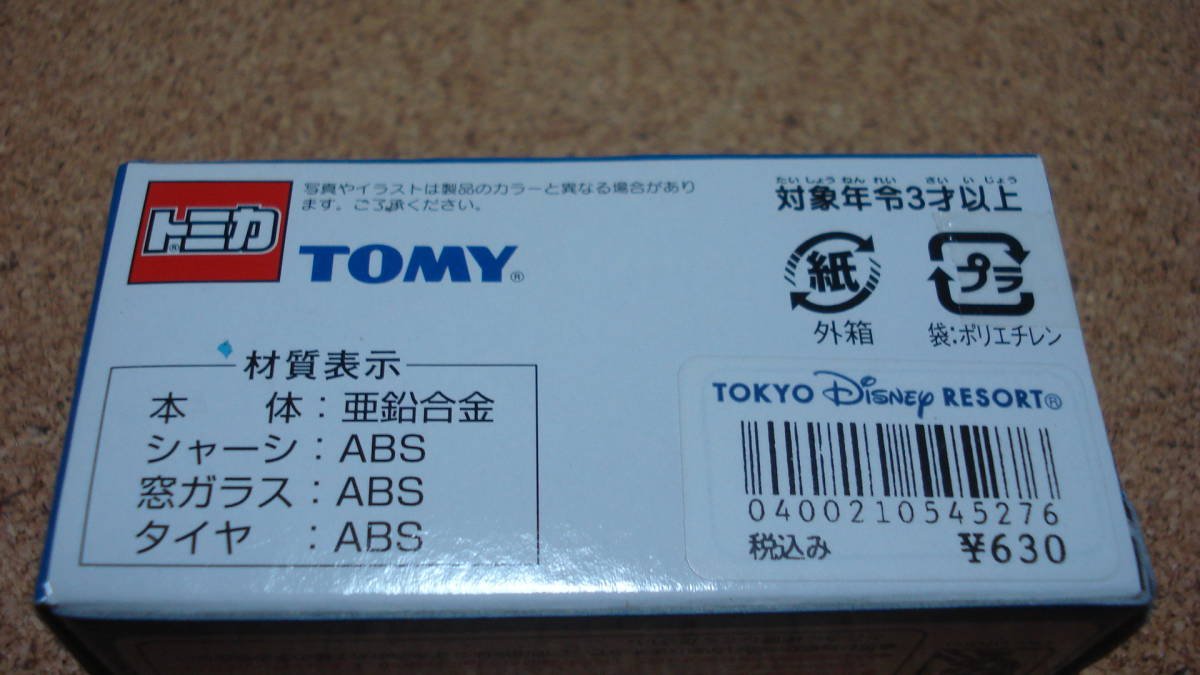 トミカ®
写真やイラストは製品のカラーと異なる場合があり
ます。ご了承ください。
TOMY®
たいしょうねんれい さいいじょう
対象年令3才以上
紙
外箱
プラ
袋:ポリエチレン
材質表示
本 体:亜鉛合金
シャーシ:ABS
窓ガラス:ABS
タイヤ :ABS
TOKYO Disney RESORT®
0400210545276
税込み ¥630